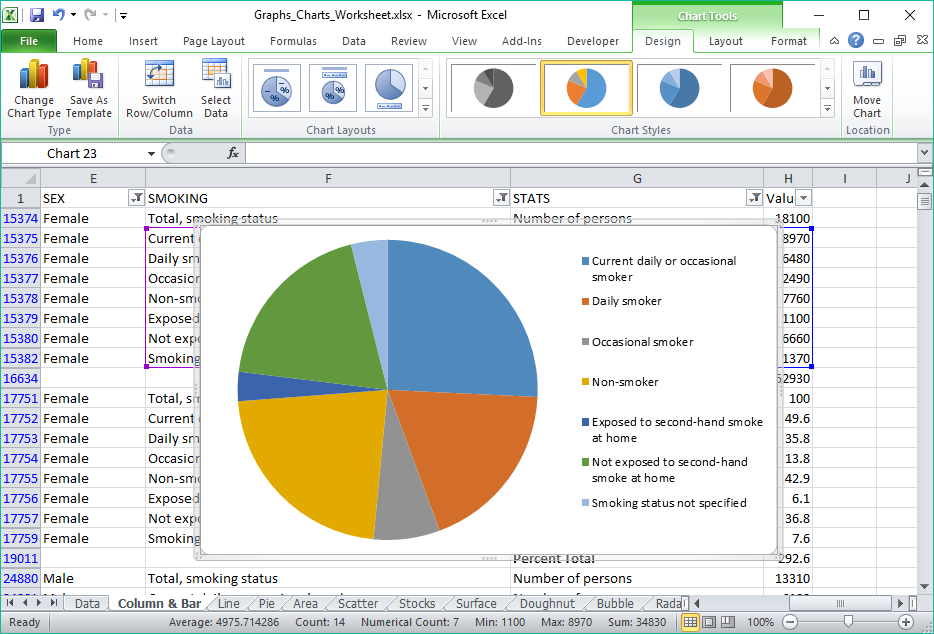 Graphs_Charts_Worksheet.xlsx - Microsoft Excel
Chart Tools
File Home Insert Page Layout Formulas Data Review View Add-Ins Developer Design Layout Format
Change Chart Type
Save As Template
Switch Row/Column
Select Data
Move Chart
Type Data Chart Layouts Chart Styles Location
Chart 23 fx
E F G H I J
1 SEX SMOKING STATS Valu
15374 Female Total, smoking status Number of persons 18100
15375 Female Current 8970
15376 Female Daily sm 6480
15377 Female Occasion 2490
15378 Female Non-smo 7760
15379 Female Exposed 1100
15380 Female Not expo 6660
15382 Female Smoking 1370
16634 52930
17751 Female Total, s 100
17752 Female Current 49.6
17753 Female Daily sm 35.8
17754 Female Occasion 13.8
17755 Female Non-smo 42.9
17756 Female Exposed 6.1
17757 Female Not expo 36.8
17759 Female Smoking 7.6
19011 Percent Total 292.6
24880 Male Total, smoking status Number of persons 13310
Current daily or occasional
smoker
Daily smoker
Occasional smoker
Non-smoker
Exposed to second-hand smoke
at home
Not exposed to second-hand
smoke at home
Smoking status not specified
Data Column & Bar Line Pie Area Scatter Stocks Surface Doughnut Bubble Rada
Ready Average: 4975.714286 Count: 14 Numerical Count: 7 Min: 1100 Max: 8970 Sum: 34830 100%